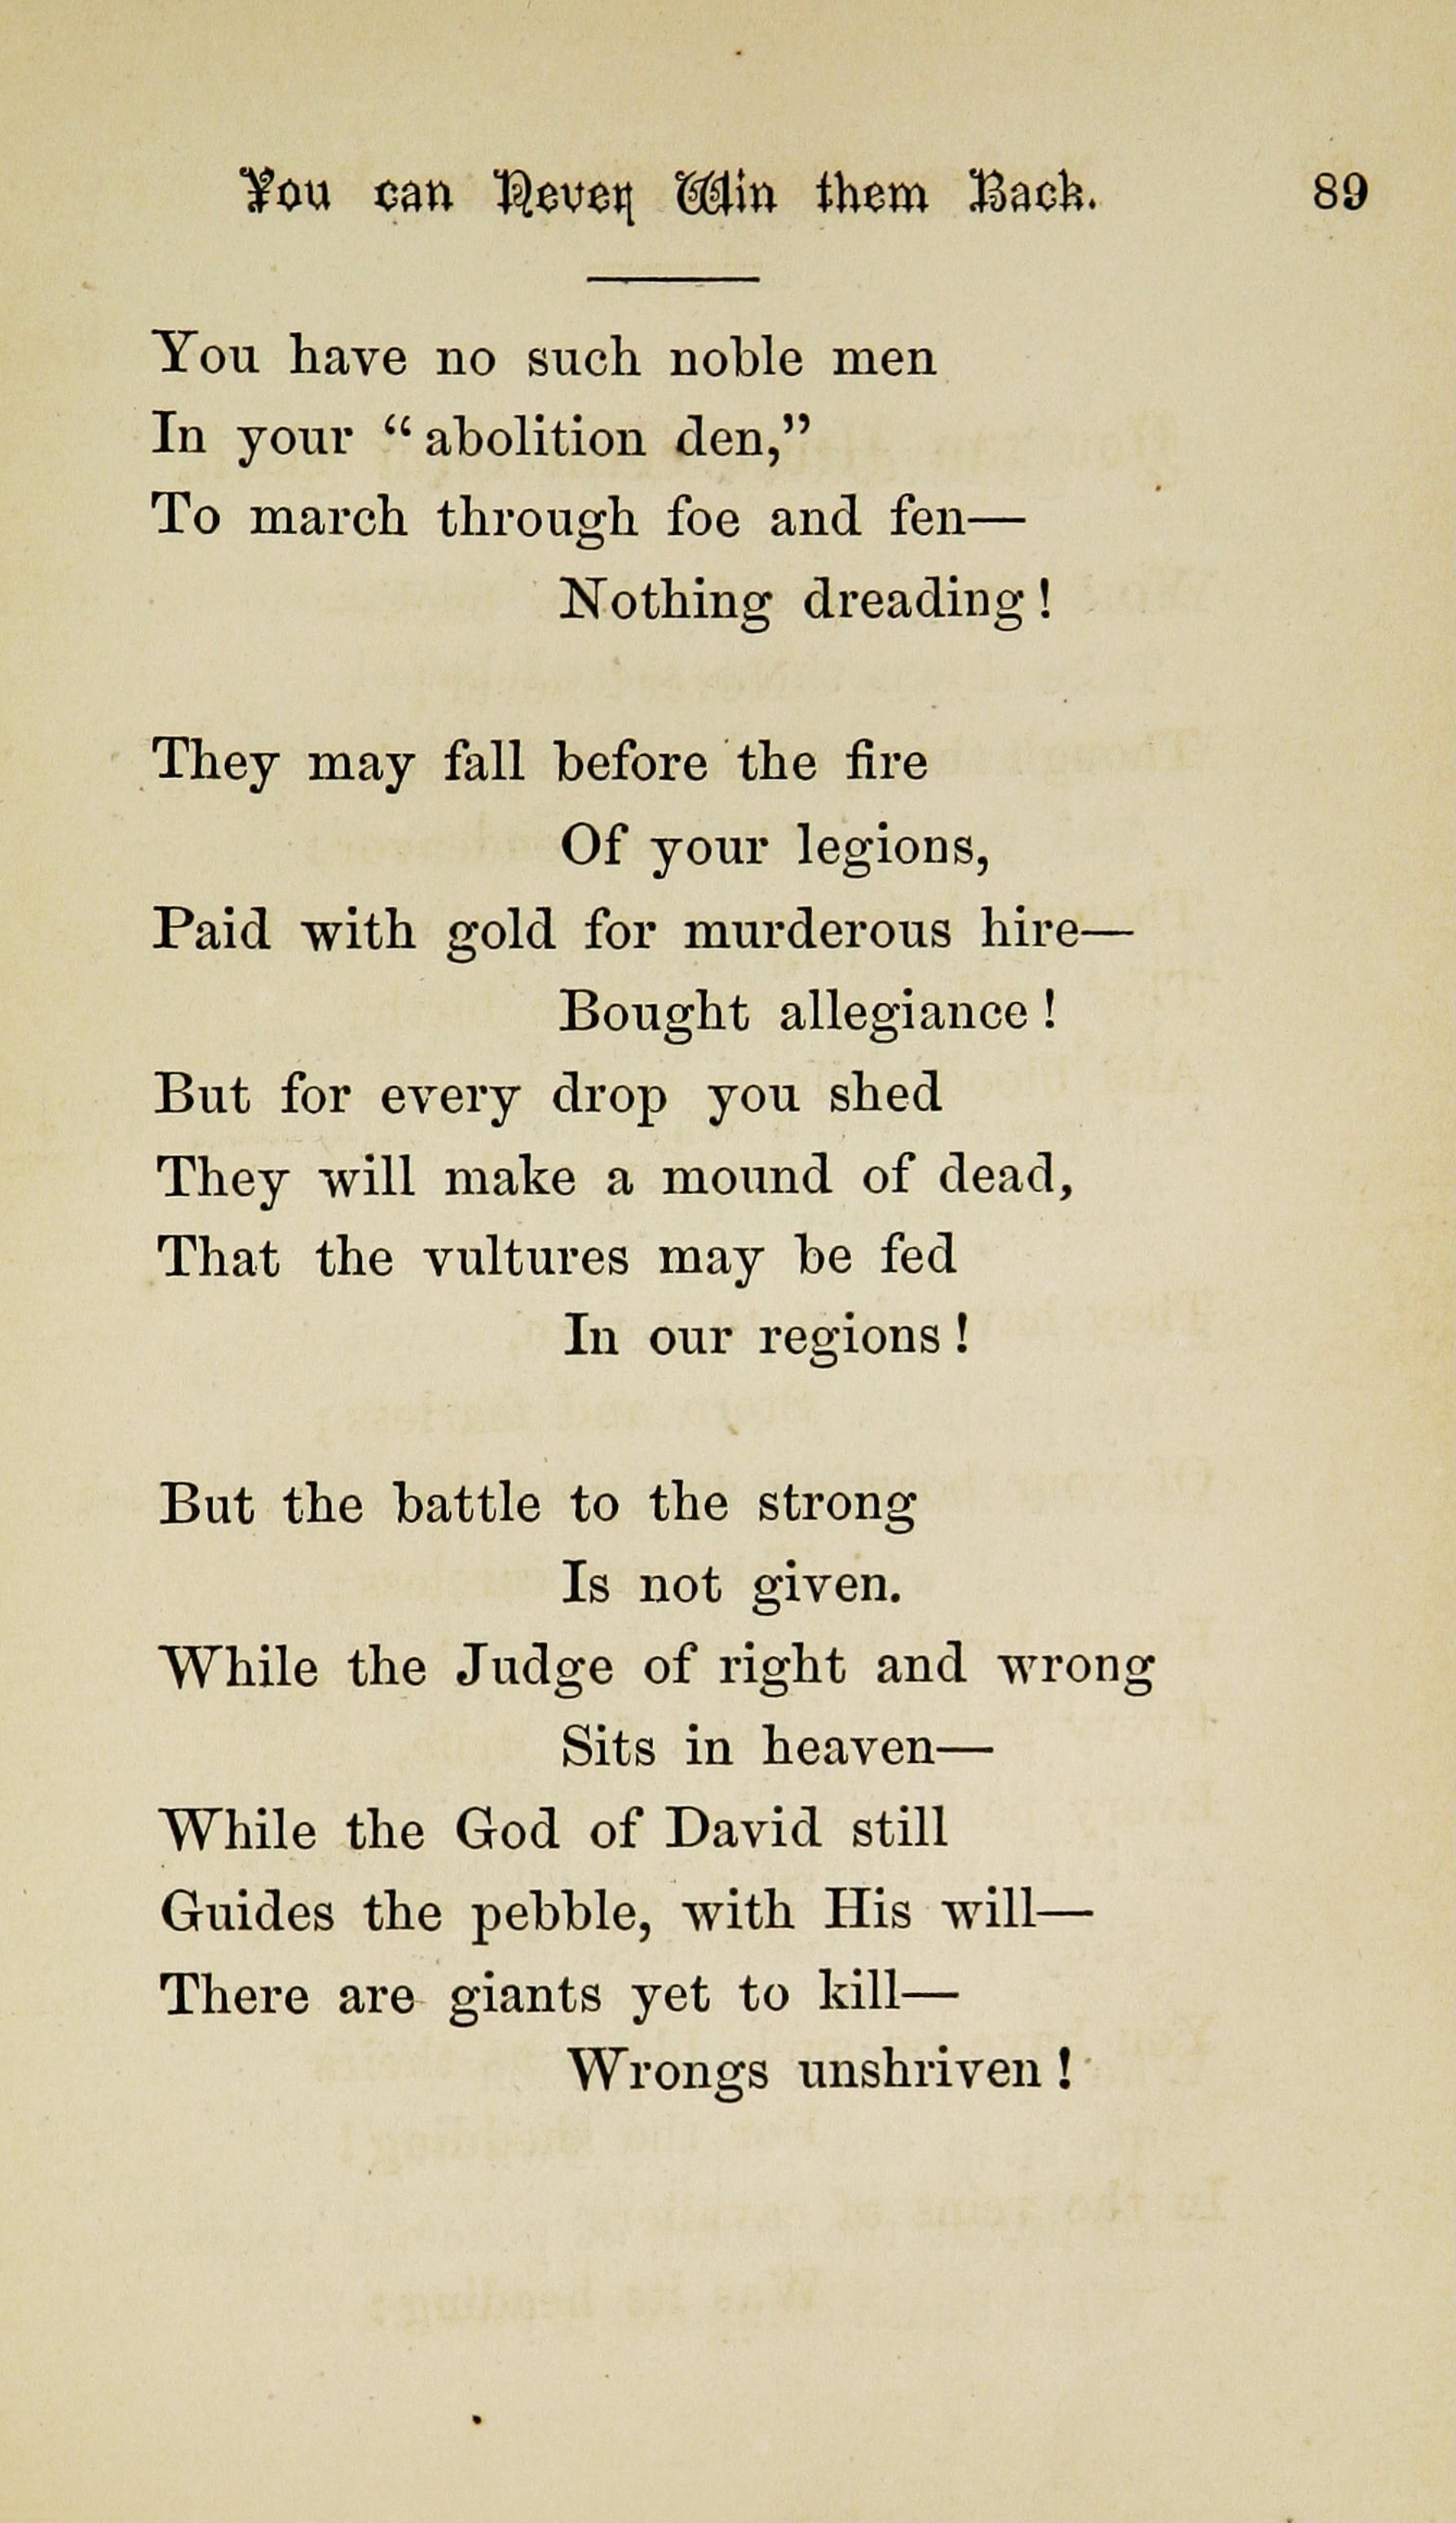 You can Never Win them Back. 89
You have no such noble men
In your “abolition den,”
To march through foe and fen—
Nothing dreading!
They may fall before the fire
Of your legions,
Paid with gold for murderous hire—
Bought allegiance!
But for every drop you shed
They will make a mound of dead,
That the vultures may be fed
In our regions!
But the battle to the strong
Is not given.
While the Judge of right and wrong
Sits in heaven—
While the God of David still
Guides the pebble, with His will—
There are giants yet to kill—
Wrongs unshriven!